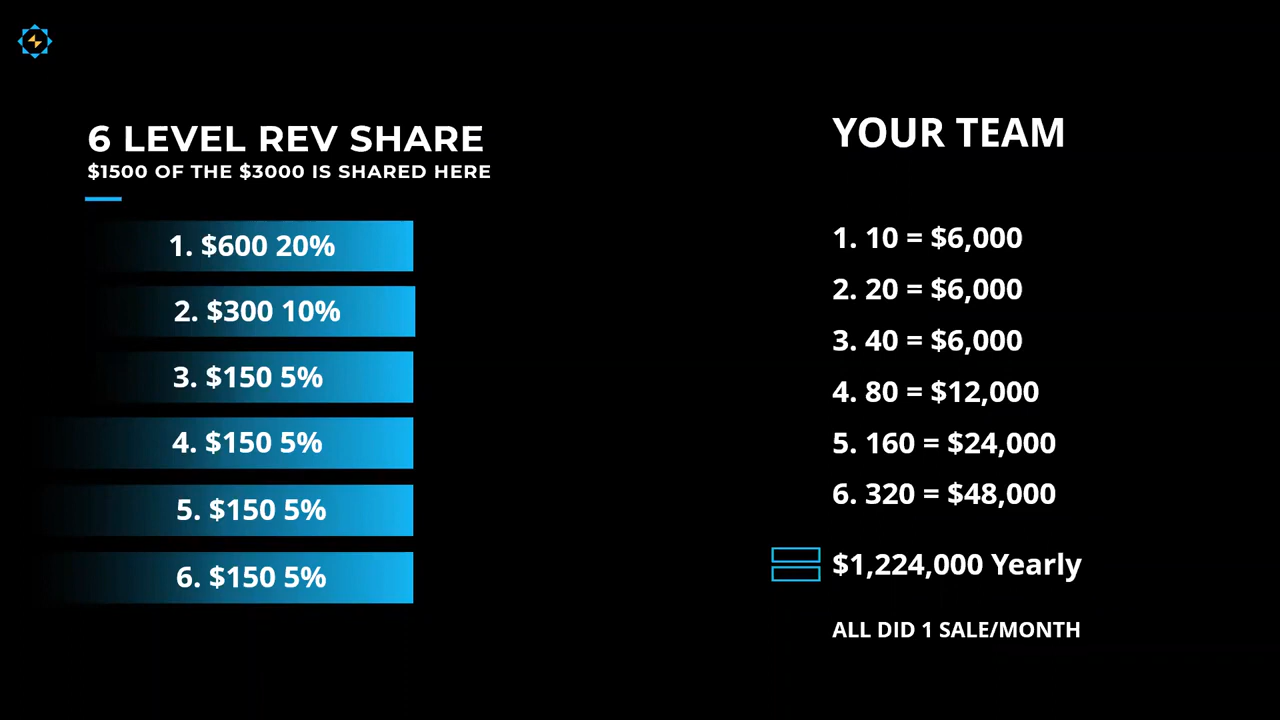 6 LEVEL REV SHARE
$1500 OF THE $3000 IS SHARED HERE
1. $600 20%
2. $300 10%
3. $150 5%
4. $150 5%
5. $150 5%
6. $150 5%
YOUR TEAM
1. 10 = $6,000
2. 20 = $6,000
3. 40 = $6,000
4. 80 = $12,000
5. 160 = $24,000
6. 320 = $48,000
$1,224,000 Yearly
ALL DID 1 SALE/MONTH